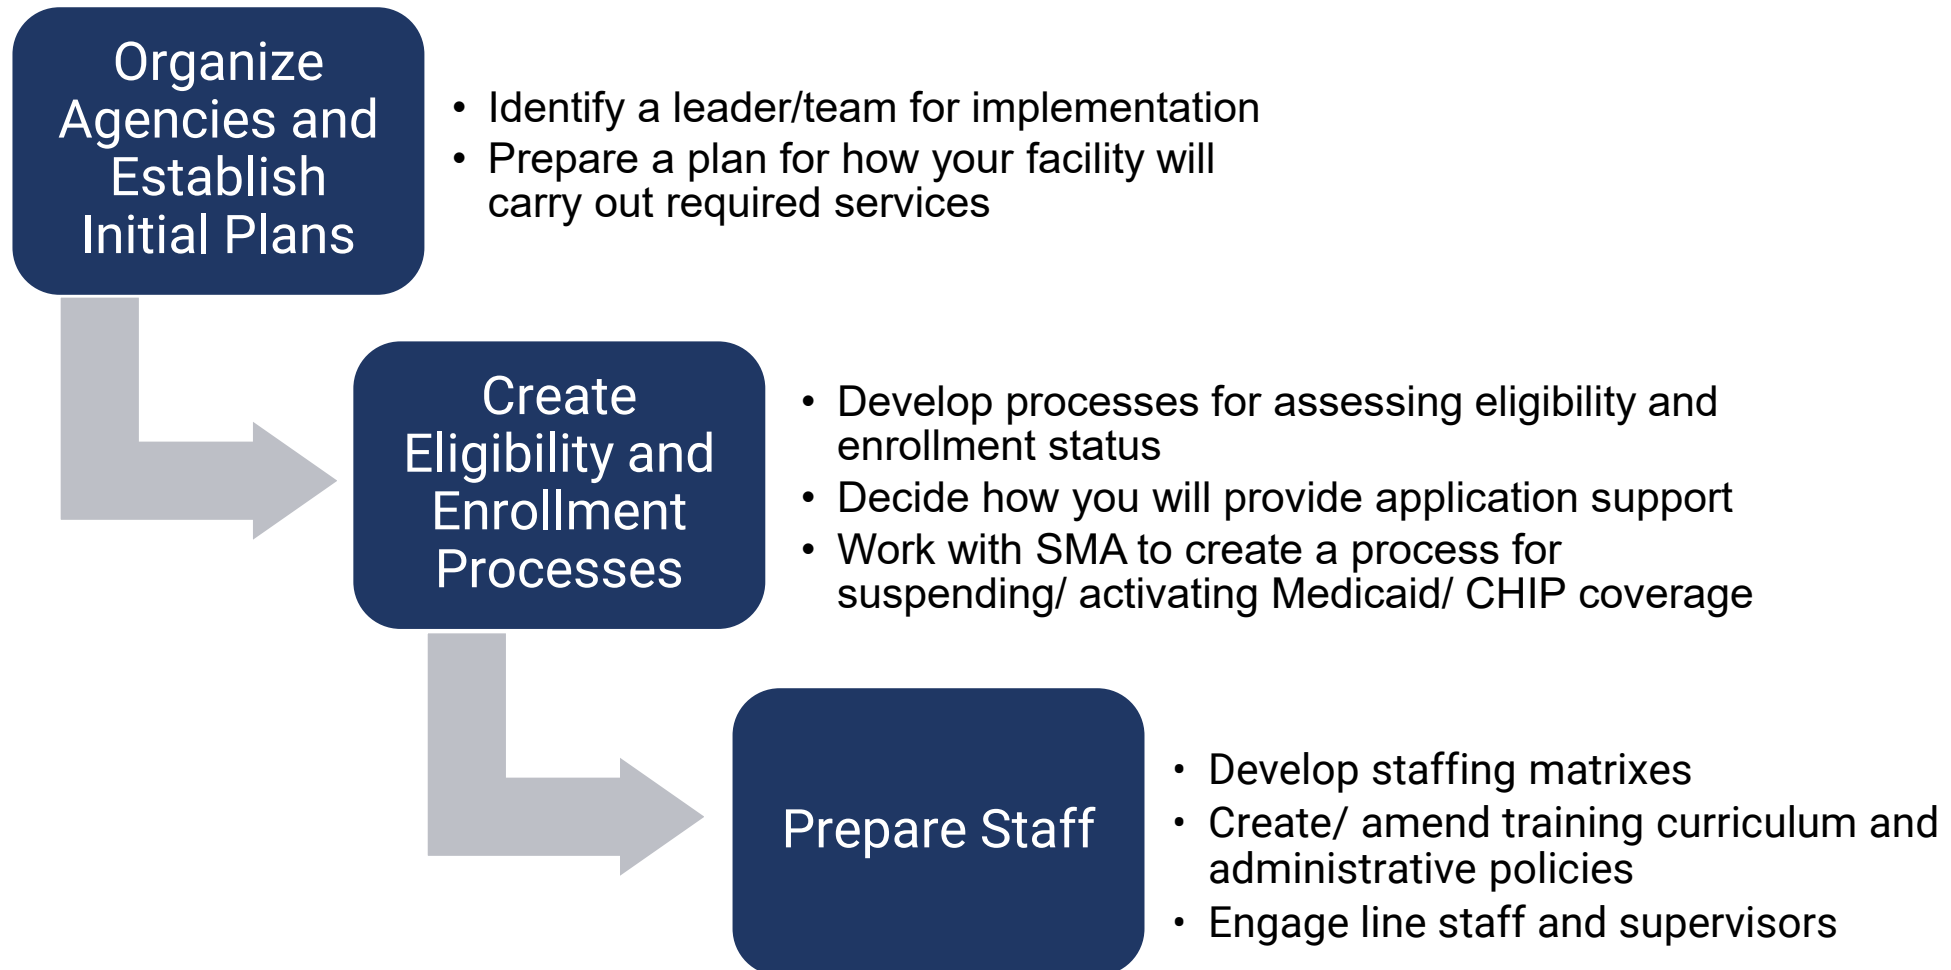 Organize
Agencies and
Establish
Initial Plans
• Identify a leader/team for implementation
• Prepare a plan for how your facility will
carry out required services
Create
Eligibility and
Enrollment
Processes
• Develop processes for assessing eligibility and
enrollment status
• Decide how you will provide application support
• Work with SMA to create a process for
suspending/ activating Medicaid/ CHIP coverage
Prepare Staff
• Develop staffing matrixes
• Create/ amend training curriculum and
administrative policies
• Engage line staff and supervisors